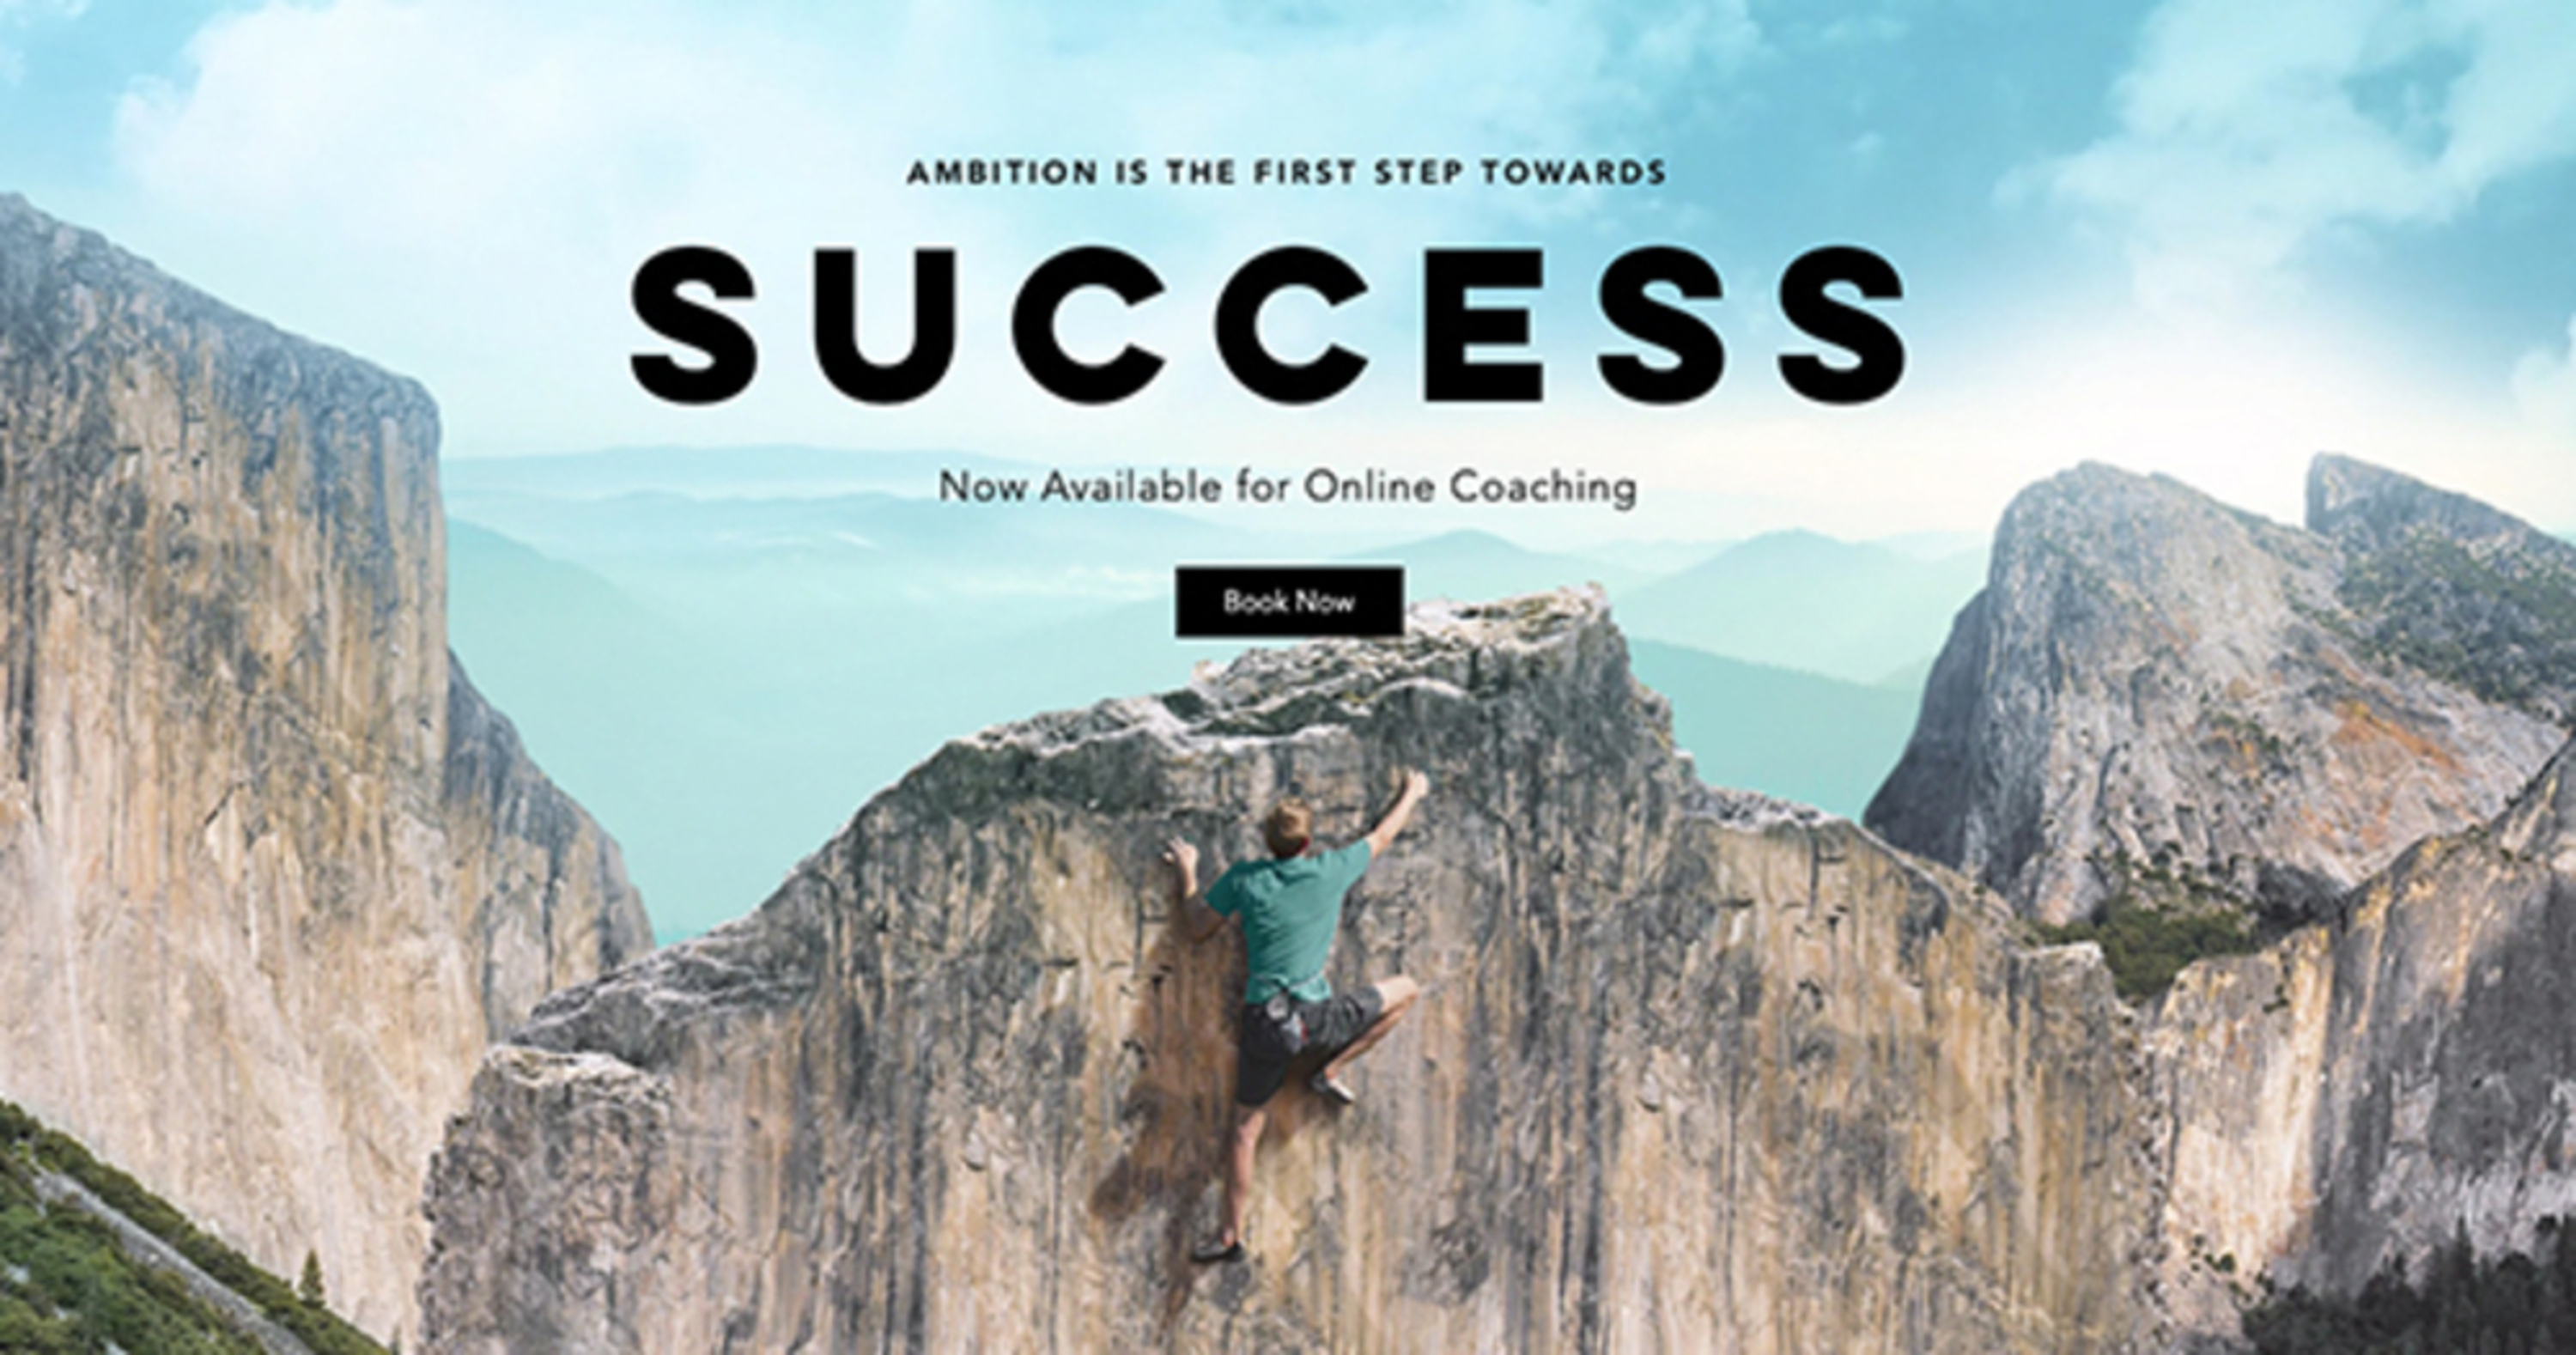 AMBITION IS THE FIRST STEP TOWARDS
SUCCESS
Now Available for Online Coaching
Book Now